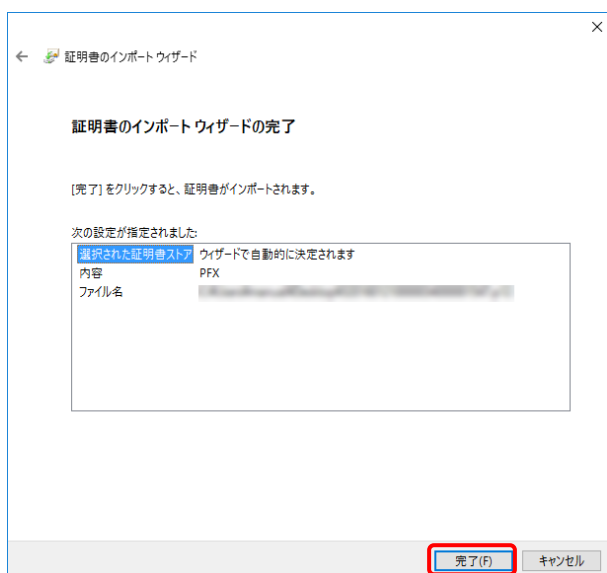 証明書のインポート ウィザード
証明書のインポート ウィザードの完了
[完了] をクリックすると、証明書がインポートされます。
次の設定が指定されました:
選択された証明書ストア ウィザードで自動的に決定されます
内容 PFX
ファイル名
完了(F) キャンセル